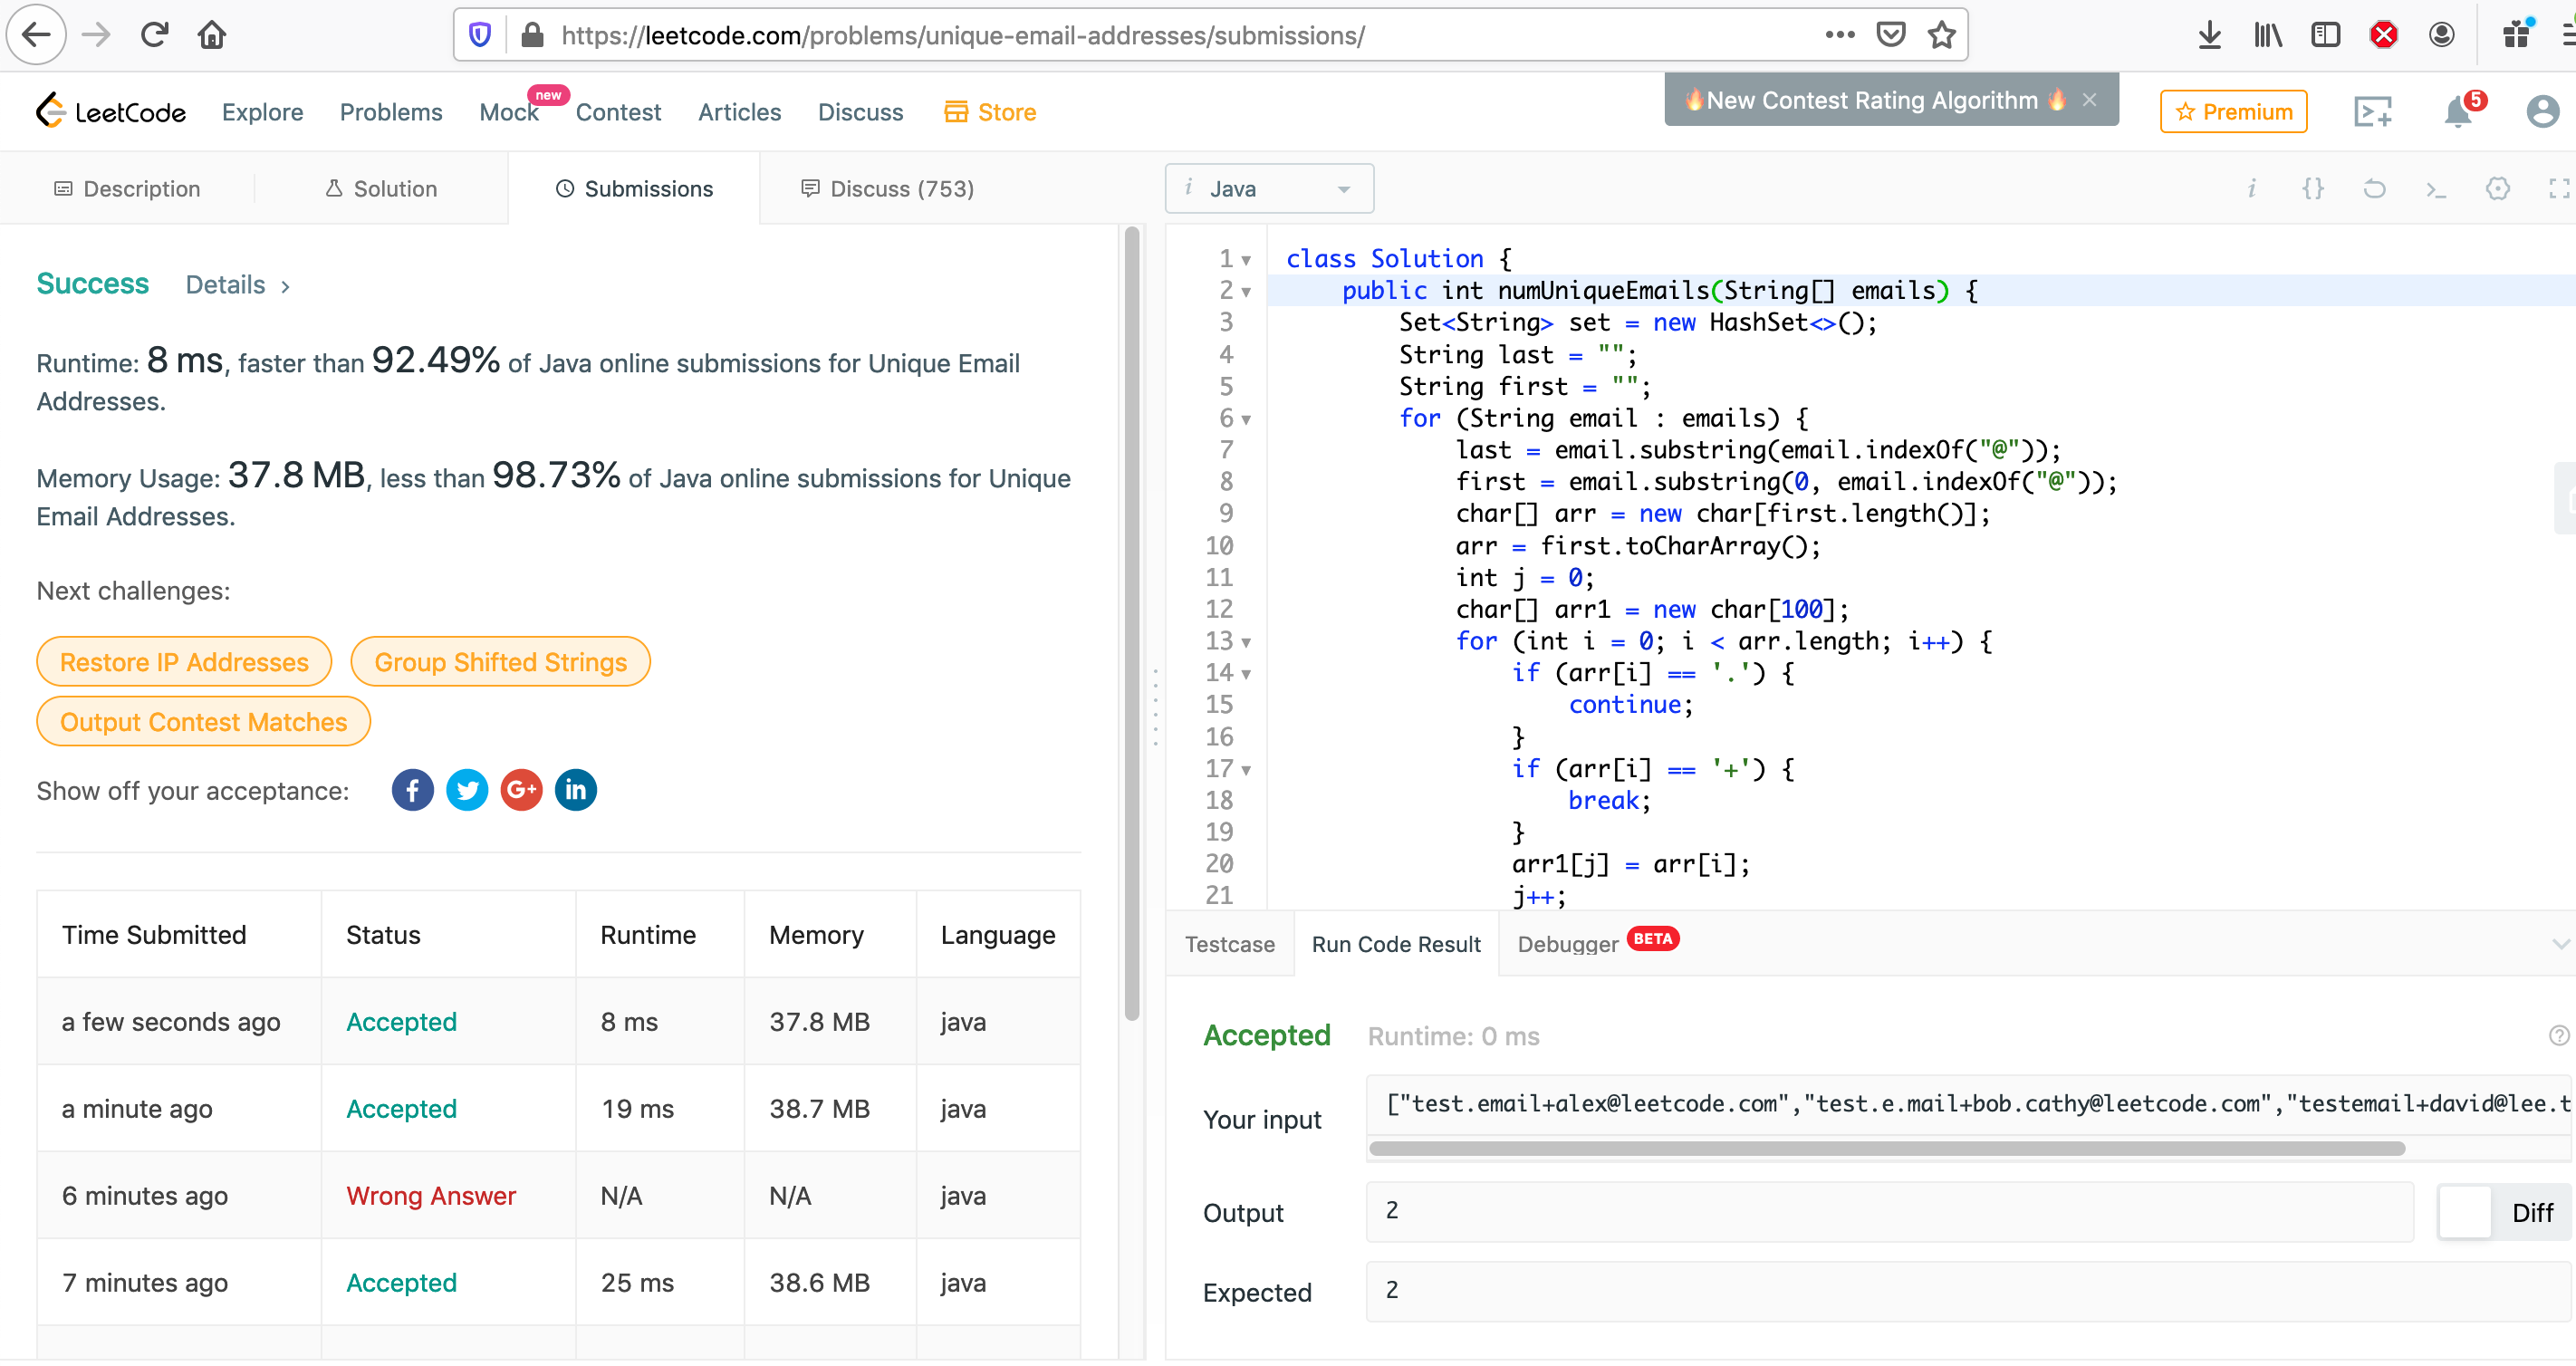 https://leetcode.com/problems/unique-email-addresses/submissions/
LeetCode
Explore
Problems
Mock
new
Contest
Articles
Discuss
Store
🔥New Contest Rating Algorithm 🔥 ×
Premium
5
Description
Solution
Submissions
Discuss (753)
i Java
i {}
Success Details >
Runtime: 8 ms, faster than 92.49% of Java online submissions for Unique Email
Addresses.
Memory Usage: 37.8 MB, less than 98.73% of Java online submissions for Unique
Email Addresses.
Next challenges:
Restore IP Addresses
Group Shifted Strings
Output Contest Matches
Show off your acceptance:
f
G+
in
Time Submitted Status Runtime Memory Language
a few seconds ago Accepted 8 ms 37.8 MB java
a minute ago Accepted 19 ms 38.7 MB java
6 minutes ago Wrong Answer N/A N/A java
7 minutes ago Accepted 25 ms 38.6 MB java
1 class Solution {
2 public int numUniqueEmails(String[] emails) {
3 Set<String> set = new HashSet<>();
4 String last = "";
5 String first = "";
6 for (String email : emails) {
7 last = email.substring(email.indexOf("@"));
8 first = email.substring(0, email.indexOf("@"));
9 char[] arr = new char[first.length()];
10 arr = first.toCharArray();
11 int j = 0;
12 char[] arr1 = new char[100];
13 for (int i = 0; i < arr.length; i++) {
14 if (arr[i] == '.') {
15 continue;
16 }
17 if (arr[i] == '+') {
18 break;
19 }
20 arr1[j] = arr[i];
21 j++;
Testcase
Run Code Result
Debugger BETA
Accepted Runtime: 0 ms
?
Your input
["test.email+alex@leetcode.com","test.e.mail+bob.cathy@leetcode.com","testemail+david@lee.t
Output
2
Diff
Expected
2